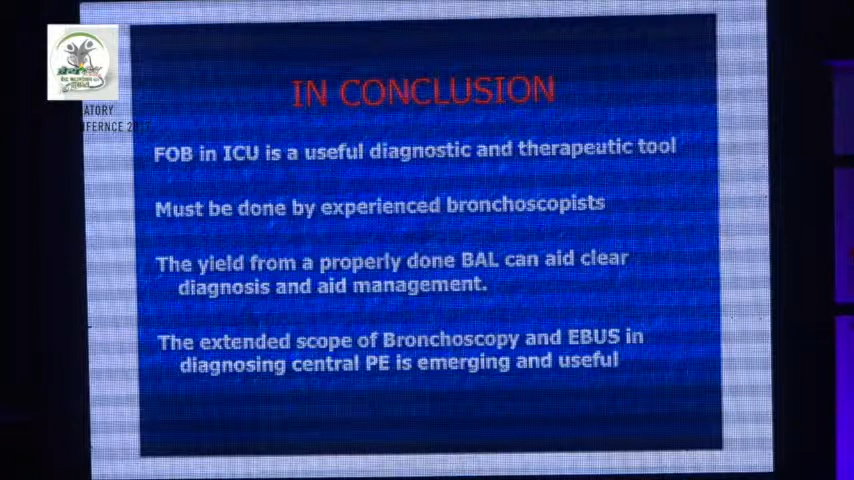 ATORY
IN CONCLUSION
FOB in ICU is a useful diagnostic and therapeutic tool
Must be done by experienced bronchoscopists
The yield from a properly done BAL can aid clear
diagnosis and aid management.
The extended scope of Bronchoscopy and EBUS in
diagnosing central PE is emerging and useful